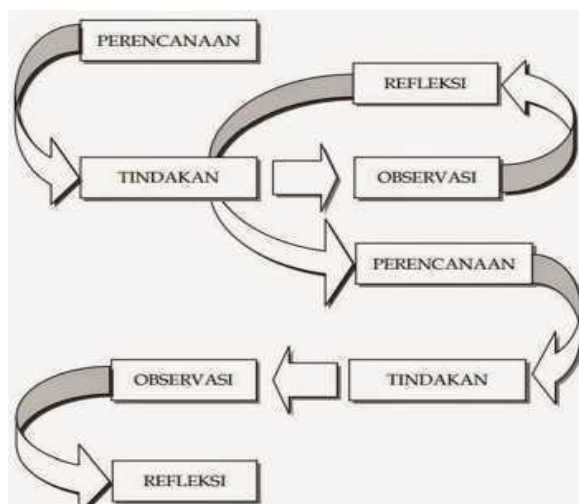 PERENCANAAN
REFLEKSI
TINDAKAN
OBSERVASI
PERENCANAAN
OBSERVASI
TINDAKAN
REFLEKSI